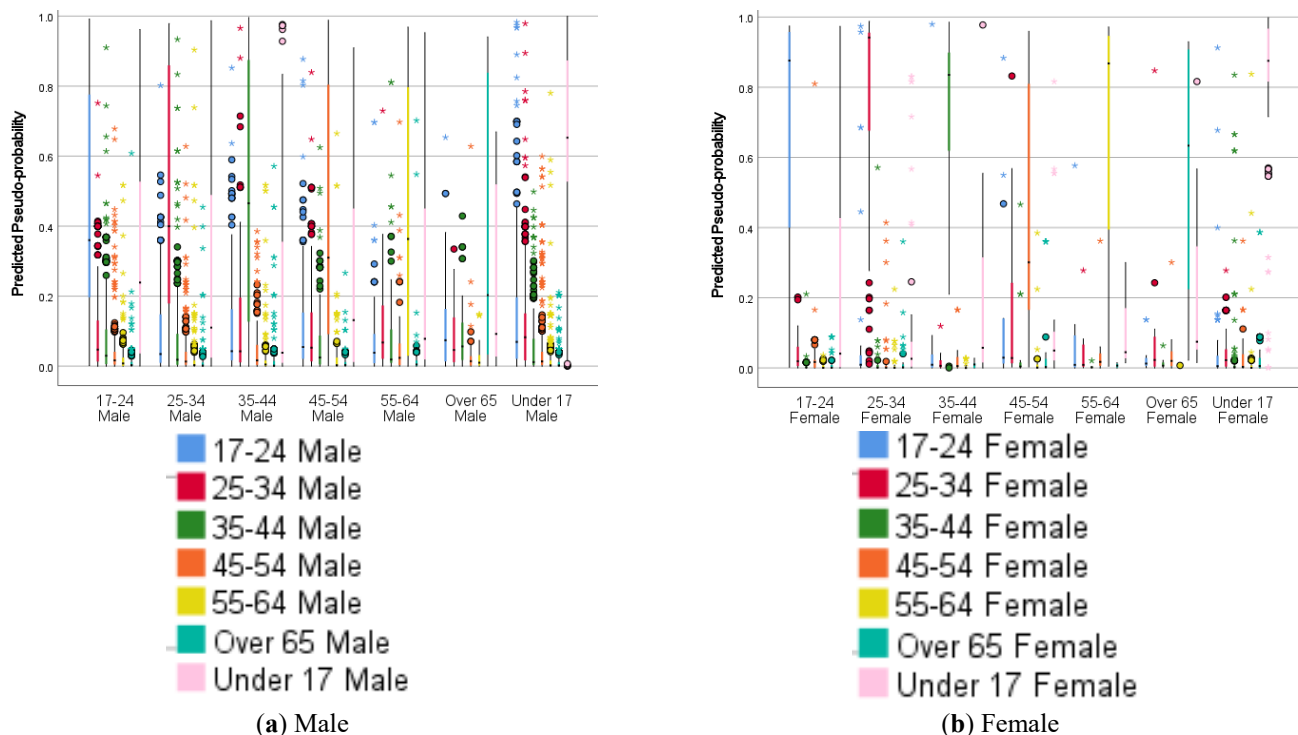 Predicted Pseudo-probability
1.0
0.8
0.6
0.4
0.2
0.0
17-24 Male
25-34 Male
35-44 Male
45-54 Male
55-64 Male
Over 65 Male
Under 17 Male
17-24 Male
25-34 Male
35-44 Male
45-54 Male
55-64 Male
Over 65 Male
Under 17 Male
(a) Male
Predicted Pseudo-probability
1.0
0.8
0.6
0.4
0.2
0.0
17-24 Female
25-34 Female
35-44 Female
45-54 Female
55-64 Female
Over 65 Female
Under 17 Female
17-24 Female
25-34 Female
35-44 Female
45-54 Female
55-64 Female
Over 65 Female
Under 17 Female
(b) Female